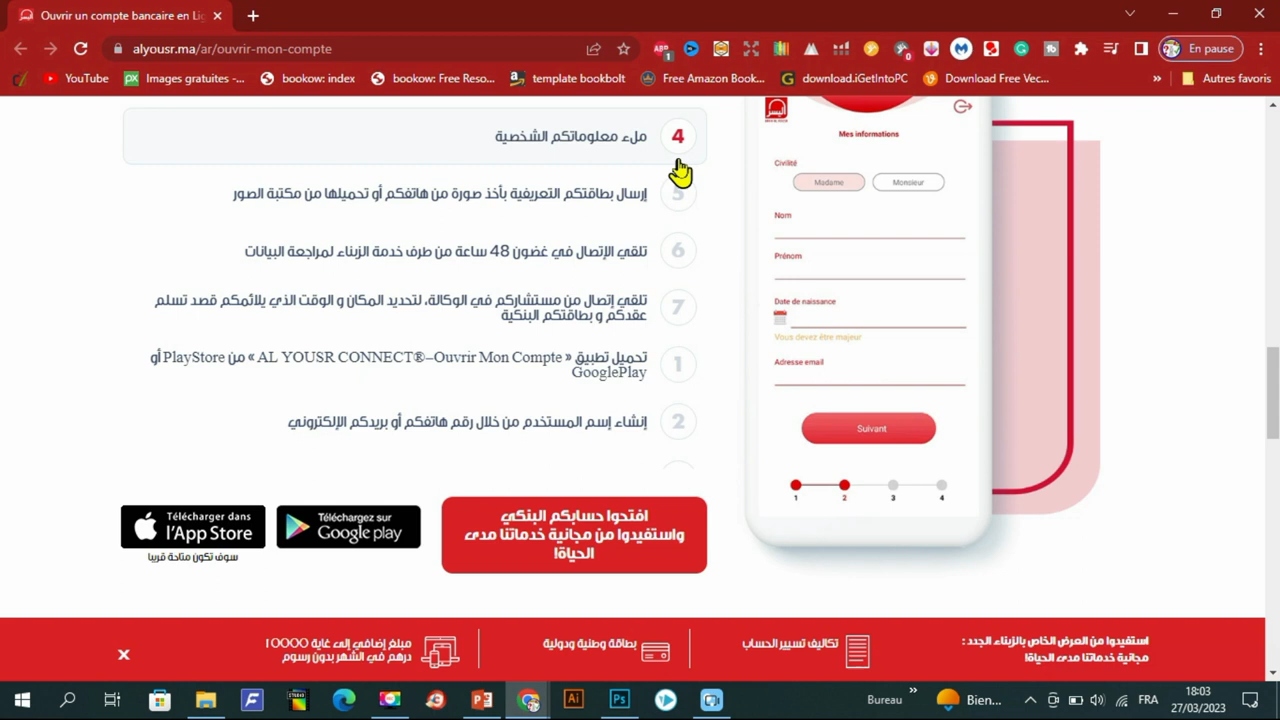 Ouvrir un compte bancaire en Lig
alyousr.ma/ar/ouvrir-mon-compte
En pause
YouTube
Images gratuites -...
bookow: index
bookow: Free Reso...
template bookbolt
Free Amazon Book...
download.iGetIntoPC
Download Free Vec...
»
Autres favoris
4 ملء معلوماتكم الشخصية
5 إرسال بطاقتكم التعريفية بأخذ صورة من هاتفكم أو تحميلها من مكتبة الصور
6 تلقي الإتصال في غضون 48 ساعة من طرف خدمة الزبناء لمراجعة البيانات
7 تلقي إتصال من مستشاركم في الوكالة، لتحديد المكان و الوقت الذي يلائمكم قصد تسلم
عقدكم و بطاقتكم البنكية
1 تحميل تطبيق « AL YOUSR CONNECT®–Ouvrir Mon Compte » من PlayStore أو
GooglePlay
2 إنشاء إسم المستخدم من خلال رقم هاتفكم أو بريدكم الإلكتروني
اليسر
Mes informations
Civilité
Madame Monsieur
Nom
Prénom
Date de naissance
Vous devez être majeur
Adresse email
Suivant
1 2 3 4
Télécharger dans
l'App Store
سوف تكون متاحة قريبا
Téléchargez sur
Google play
افتحوا حسابكم البنكي
واستفيدوا من مجانية خدماتنا مدى
الحياة!
استفيدوا من العرض الخاص بالزبناء الجدد :
مجانية خدماتنا مدى الحياة!
تكاليف تسيير الحساب
بطاقة وطنية ودولية
مبلغ إضافي إلى غاية 10000
درهم في الشهر بدون رسوم
Bureau
»
Bien...
FRA
18:03
27/03/2023